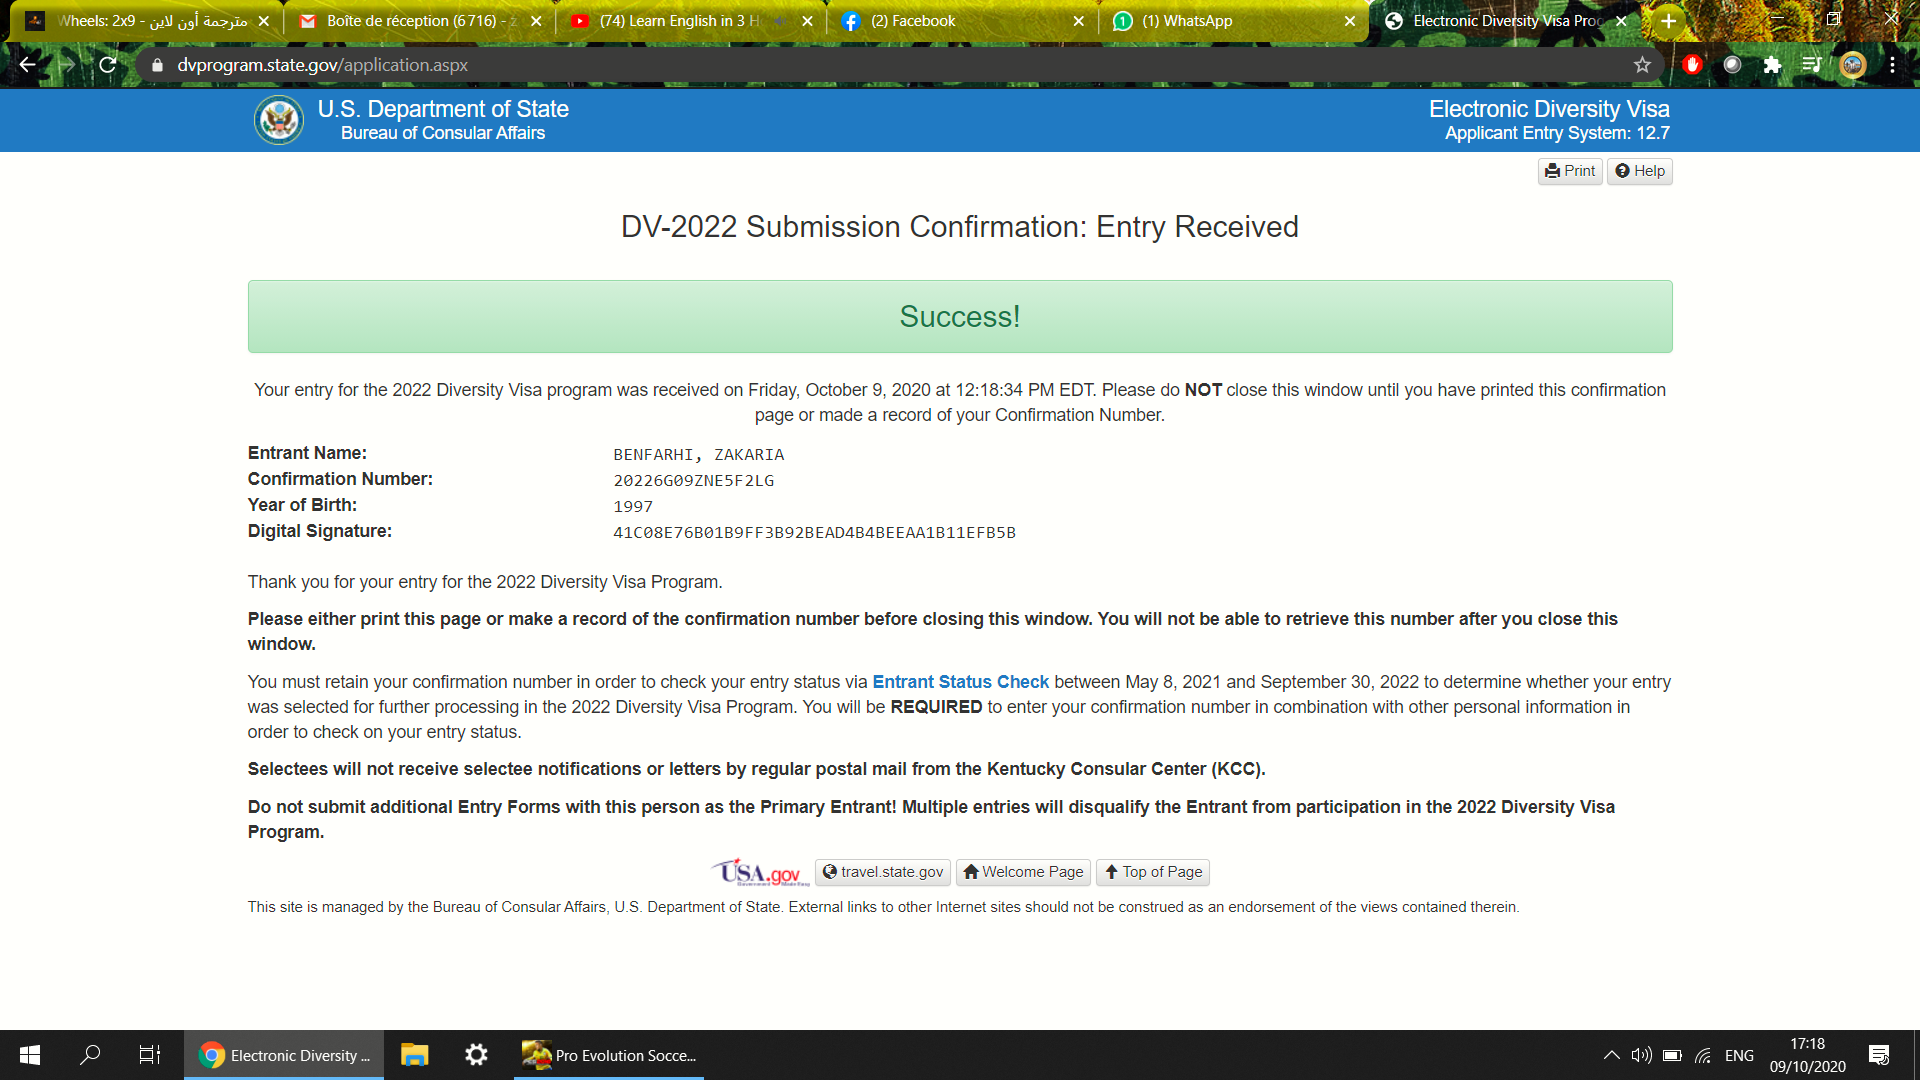 Wheels: 2x9 - مترجمة أون لاين
Boîte de réception (6 716) - z
(74) Learn English in 3 H
(2) Facebook
(1) WhatsApp
Electronic Diversity Visa Proc
dvprogram.state.gov/application.aspx
U.S. Department of State
Bureau of Consular Affairs
Electronic Diversity Visa
Applicant Entry System: 12.7
Print
Help
DV-2022 Submission Confirmation: Entry Received
Success!
Your entry for the 2022 Diversity Visa program was received on Friday, October 9, 2020 at 12:18:34 PM EDT. Please do NOT close this window until you have printed this confirmation
page or made a record of your Confirmation Number.
Entrant Name: BENFARHI, ZAKARIA
Confirmation Number: 20226G09ZNE5F2LG
Year of Birth: 1997
Digital Signature: 41C08E76B01B9FF3B92BEAD4B4BEEAA1B11EFB5B
Thank you for your entry for the 2022 Diversity Visa Program.
Please either print this page or make a record of the confirmation number before closing this window. You will not be able to retrieve this number after you close this
window.
You must retain your confirmation number in order to check your entry status via Entrant Status Check between May 8, 2021 and September 30, 2022 to determine whether your entry
was selected for further processing in the 2022 Diversity Visa Program. You will be REQUIRED to enter your confirmation number in combination with other personal information in
order to check on your entry status.
Selectees will not receive selectee notifications or letters by regular postal mail from the Kentucky Consular Center (KCC).
Do not submit additional Entry Forms with this person as the Primary Entrant! Multiple entries will disqualify the Entrant from participation in the 2022 Diversity Visa
Program.
USA.gov
travel.state.gov
Welcome Page
Top of Page
This site is managed by the Bureau of Consular Affairs, U.S. Department of State. External links to other Internet sites should not be construed as an endorsement of the views contained therein.
Electronic Diversity ...
Pro Evolution Socce...
ENG
17:18
09/10/2020